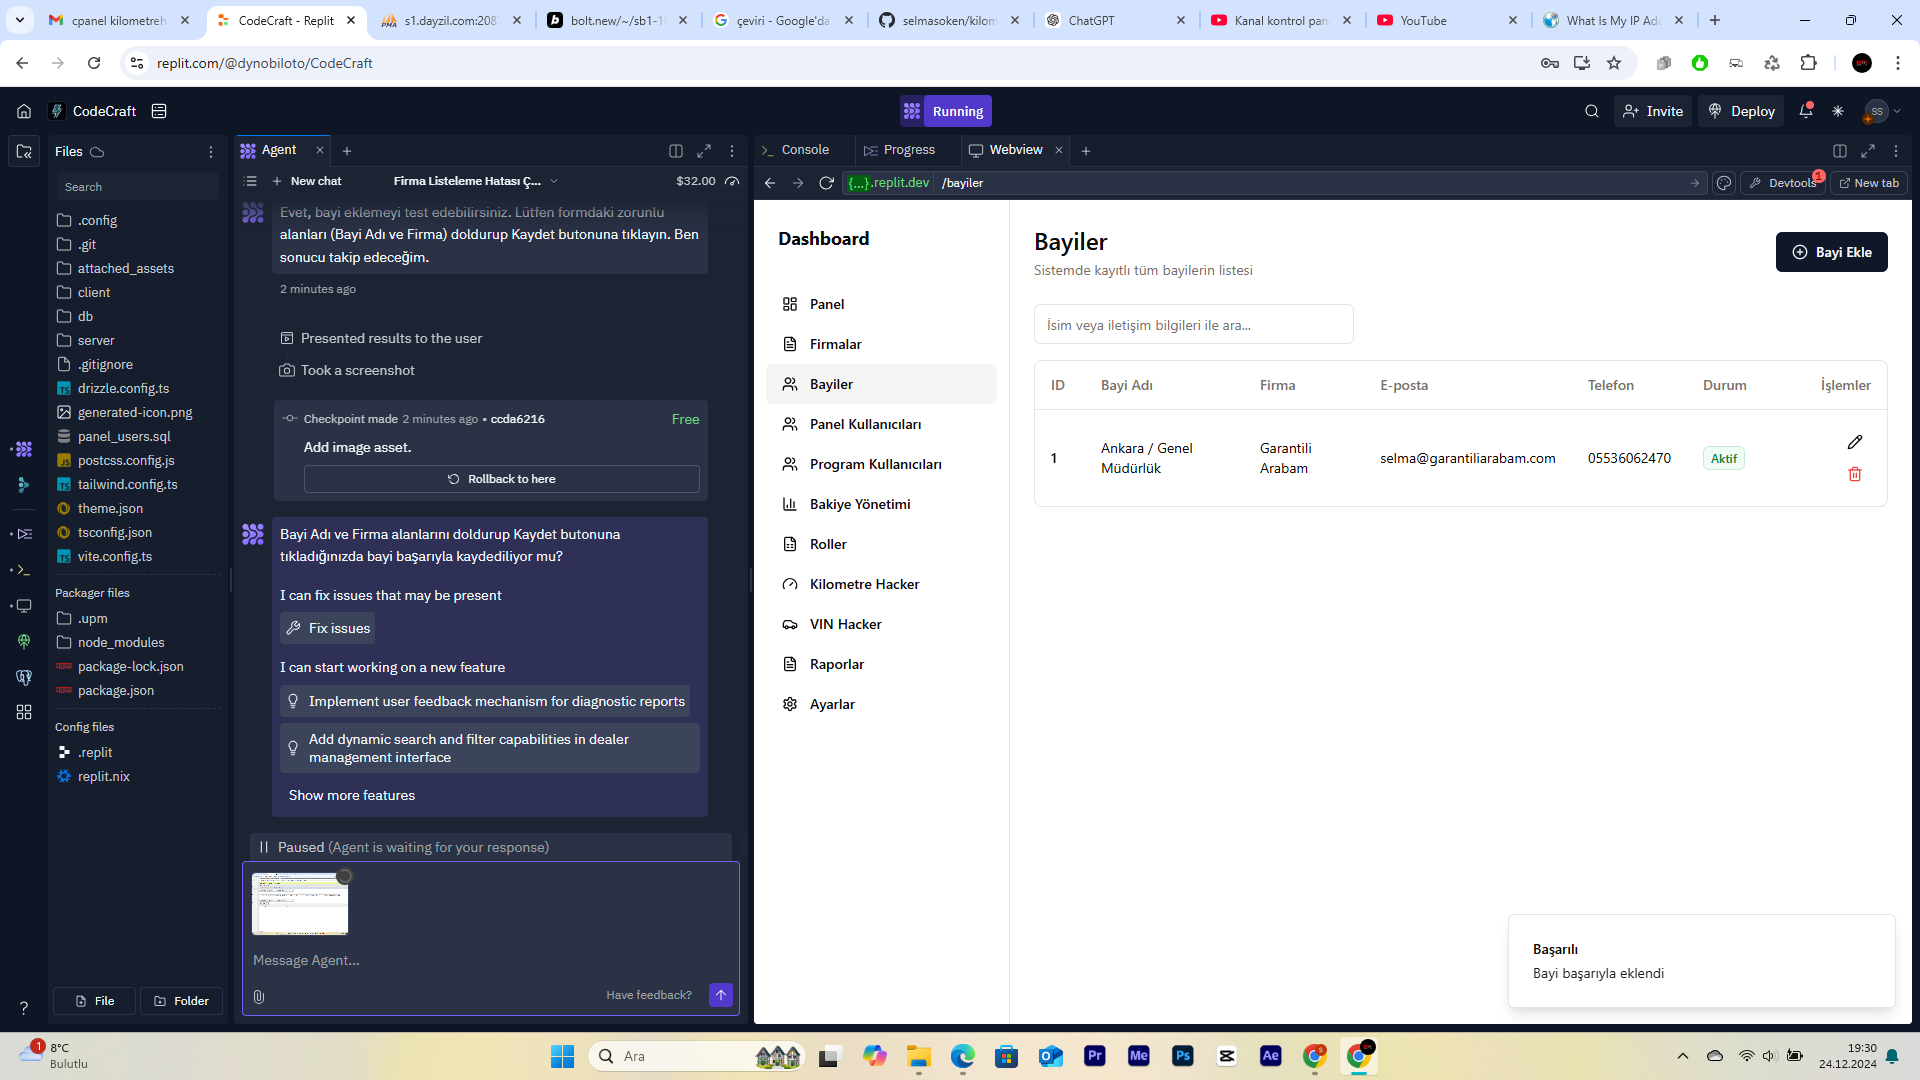 cpanel kilometreh
CodeCraft - Replit
s1.dayzil.com:208
bolt.new/~/sb1-1
çeviri - Google'da
selmasoken/kilom
ChatGPT
Kanal kontrol pan
YouTube
What Is My IP Add
replit.com/@dynobiloto/CodeCraft
CodeCraft
Running
Invite
Deploy
SS
Files
Agent
Console
Progress
Webview
Search
New chat
Firma Listeleme Hatası Ç...
$32.00
{...}.replit.dev
/bayiler
Devtools
1
New tab
.config
.git
attached_assets
client
db
server
.gitignore
drizzle.config.ts
generated-icon.png
panel_users.sql
postcss.config.js
tailwind.config.ts
theme.json
tsconfig.json
vite.config.ts
Packager files
.upm
node_modules
package-lock.json
package.json
Config files
.replit
replit.nix
File
Folder
Evet, bayi eklemeyi test edebilirsiniz. Lütfen formdaki zorunlu
alanları (Bayi Adı ve Firma) doldurup Kaydet butonuna tıklayın. Ben
sonucu takip edeceğim.
2 minutes ago
Presented results to the user
Took a screenshot
Checkpoint made 2 minutes ago • ccda6216
Free
Add image asset.
Rollback to here
Bayi Adı ve Firma alanlarını doldurup Kaydet butonuna
tıkladığınızda bayi başarıyla kaydediliyor mu?
I can fix issues that may be present
Fix issues
I can start working on a new feature
Implement user feedback mechanism for diagnostic reports
Add dynamic search and filter capabilities in dealer
management interface
Show more features
Paused (Agent is waiting for your response)
Message Agent...
Have feedback?
Dashboard
Panel
Firmalar
Bayiler
Panel Kullanıcıları
Program Kullanıcıları
Bakiye Yönetimi
Roller
Kilometre Hacker
VIN Hacker
Raporlar
Ayarlar
Bayiler
Sistemde kayıtlı tüm bayilerin listesi
Bayi Ekle
İsim veya iletişim bilgileri ile ara...
ID
Bayi Adı
Firma
E-posta
Telefon
Durum
İşlemler
1
Ankara / Genel
Müdürlük
Garantili
Arabam
selma@garantiliarabam.com
05536062470
Aktif
Başarılı
Bayi başarıyla eklendi
1
8°C
Bulutlu
Ara
Pr
Me
Ps
Ae
19:30
24.12.2024